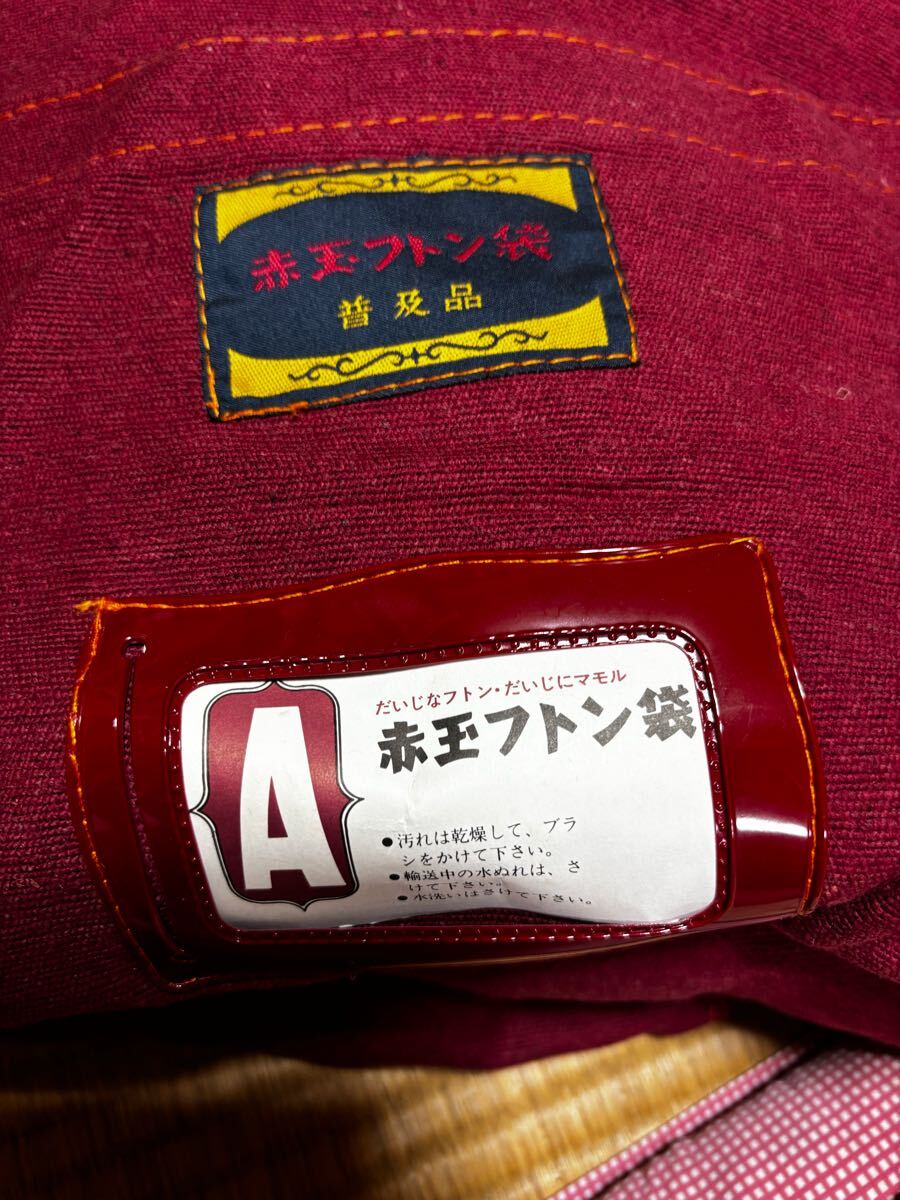 赤玉フトン袋
普及品
A
だいじなフトン・だいじにマモル
赤玉フトン袋
●汚れは乾燥して、ブラ
シをかけて下さい。
●輸送中の水ぬれは、さ
けて下さい。
●水洗いはさけて下さい。